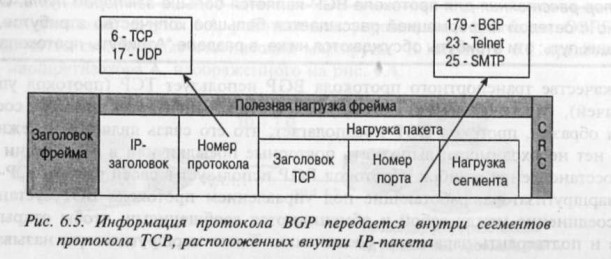 6 - TCP
17 - UDP
179 - BGP
23 - Telnet
25 - SMTP
Полезная нагрузка фрейма
Заголовок фрейма
Нагрузка пакета
IP-заголовок
Номер протокола
Заголовок TCP
Номер порта
Нагрузка сегмента
CRC
Рис. 6.5. Информация протокола BGP передается внутри сегментов
протокола TCP, расположенных внутри IP-пакета